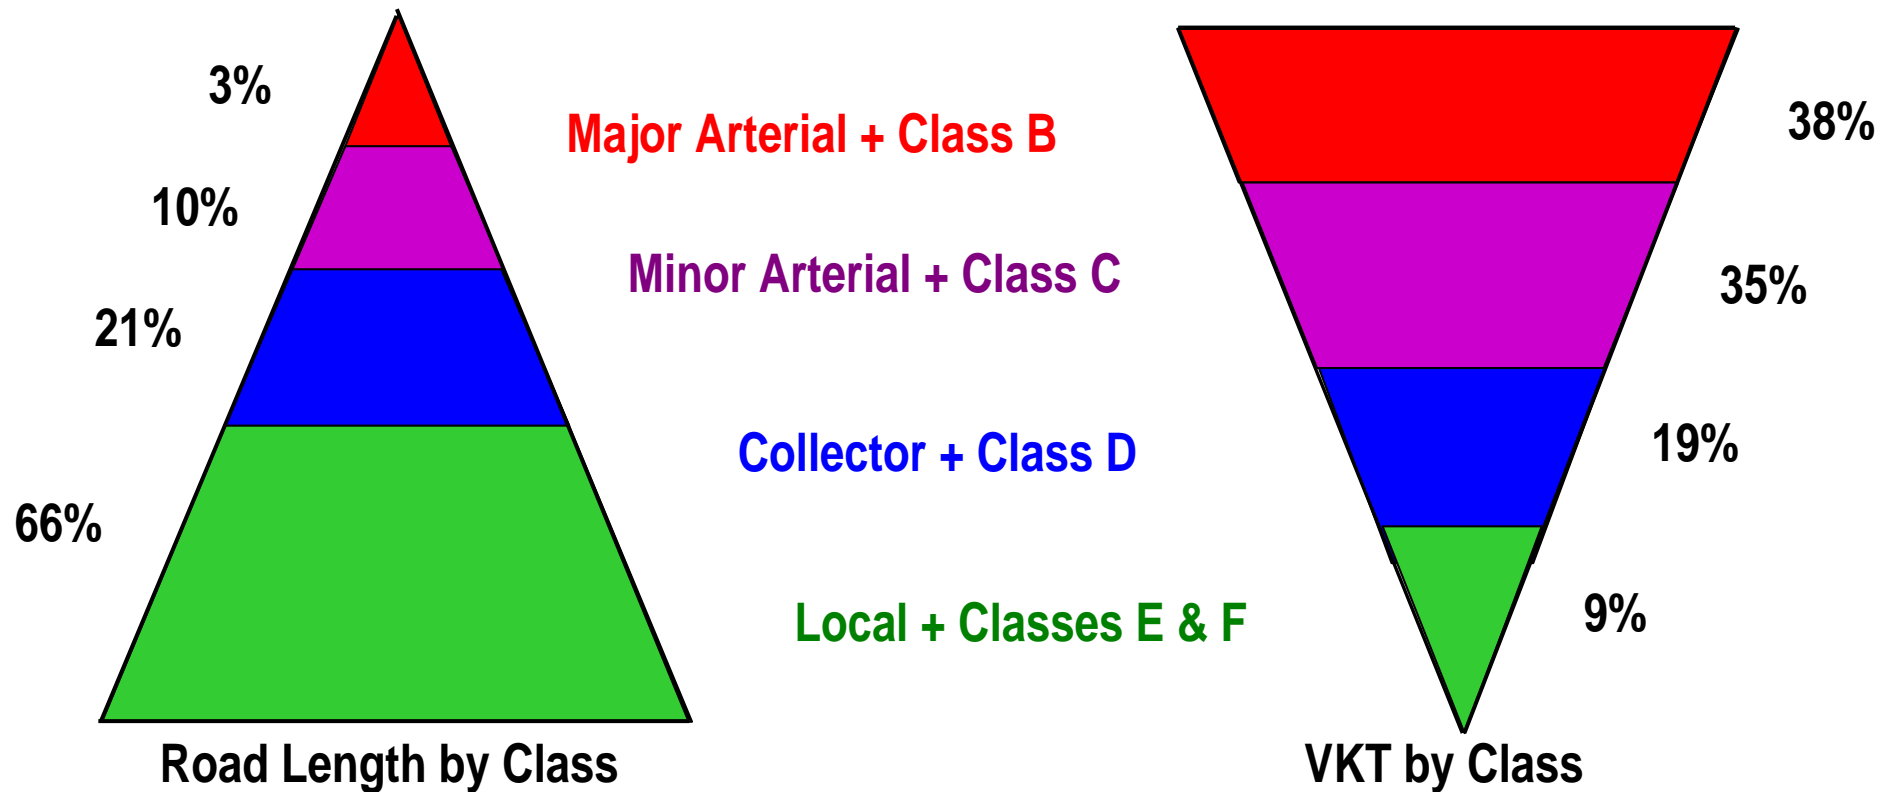 3%
10%
21%
66%
Road Length by Class
Major Arterial + Class B
Minor Arterial + Class C
Collector + Class D
Local + Classes E & F
38%
35%
19%
9%
VKT by Class